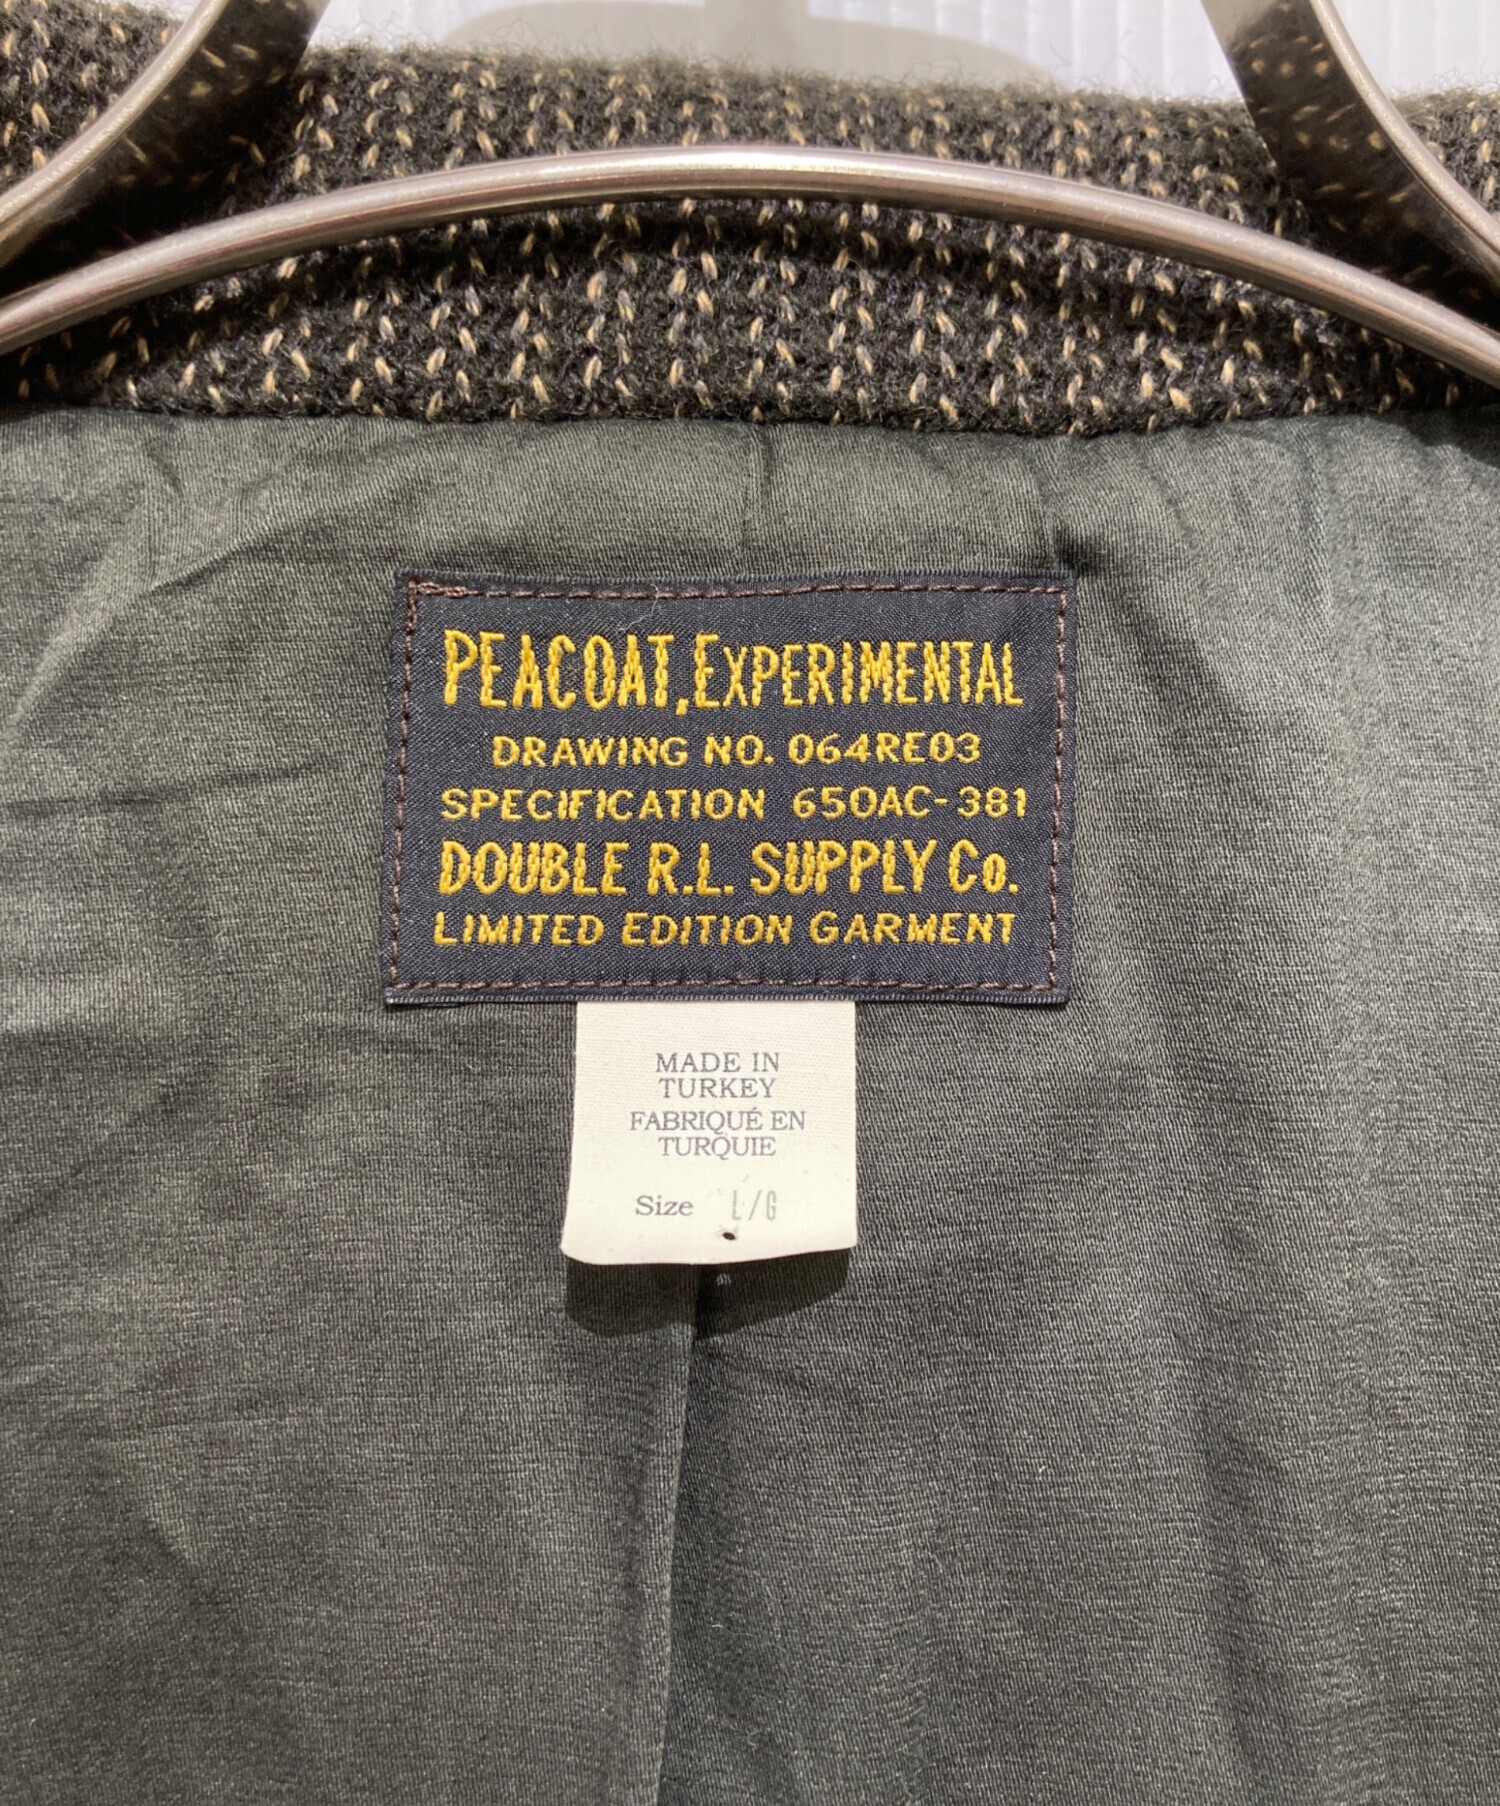 PEACOAT, EXPERIMENTAL
DRAWING NO. 064RE03
SPECIFICATION 650AC-381
DOUBLE R.L. SUPPLY Co.
LIMITED EDITION GARMENT
MADE IN
TURKEY
FABRIQUÉ EN
TURQUIE
Size L/G